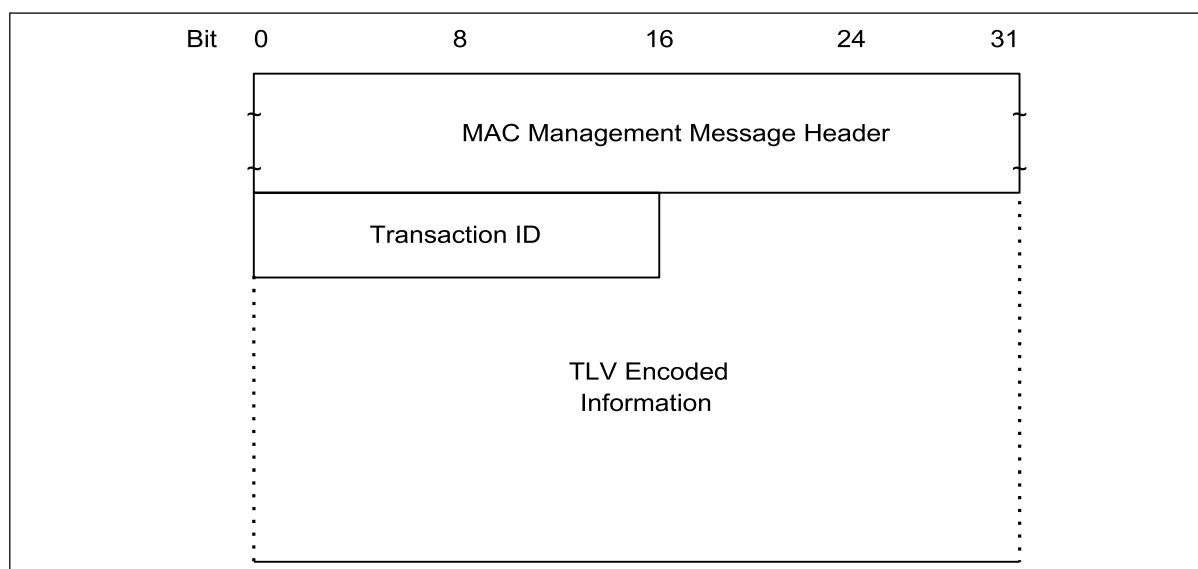 Bit 0 8 16 24 31
MAC Management Message Header
Transaction ID
TLV Encoded
Information